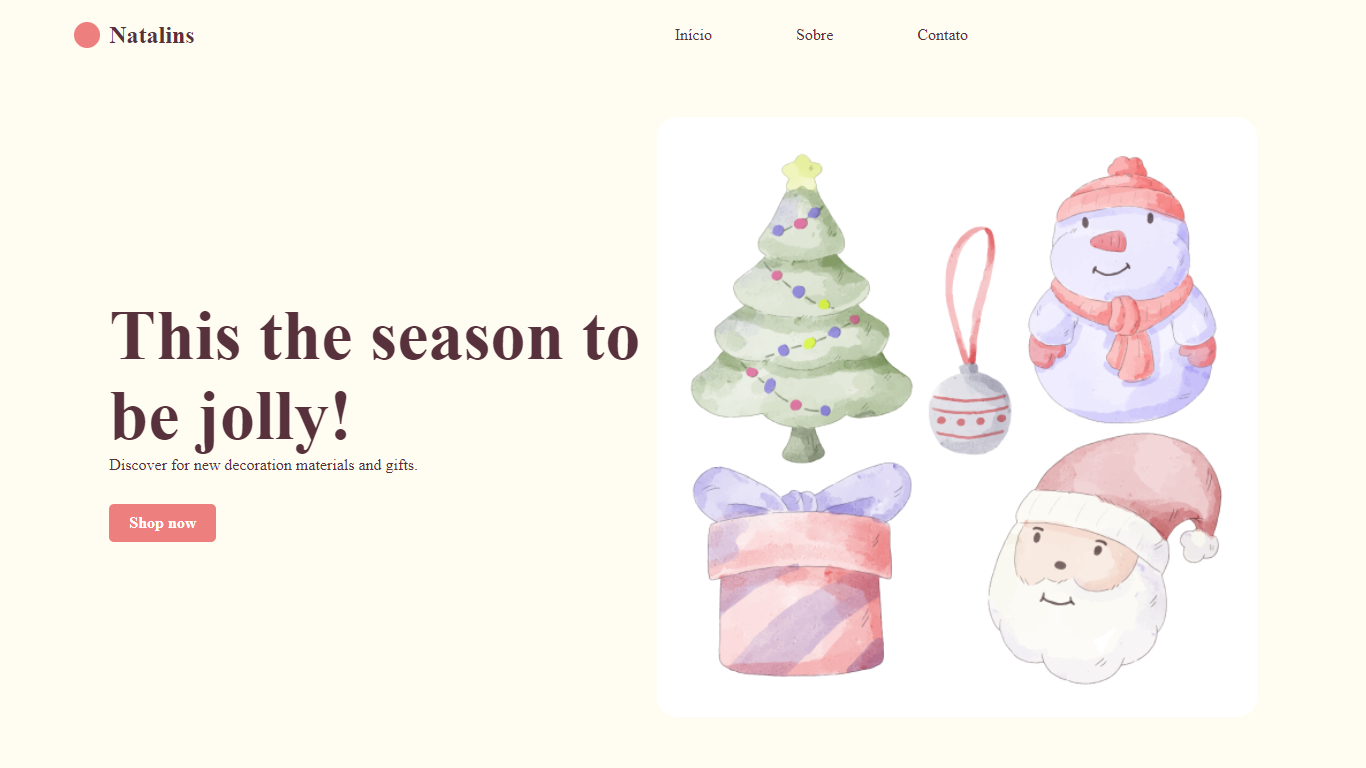 Natalins
Início
Sobre
Contato
This the season to
be jolly!
Discover for new decoration materials and gifts.
Shop now